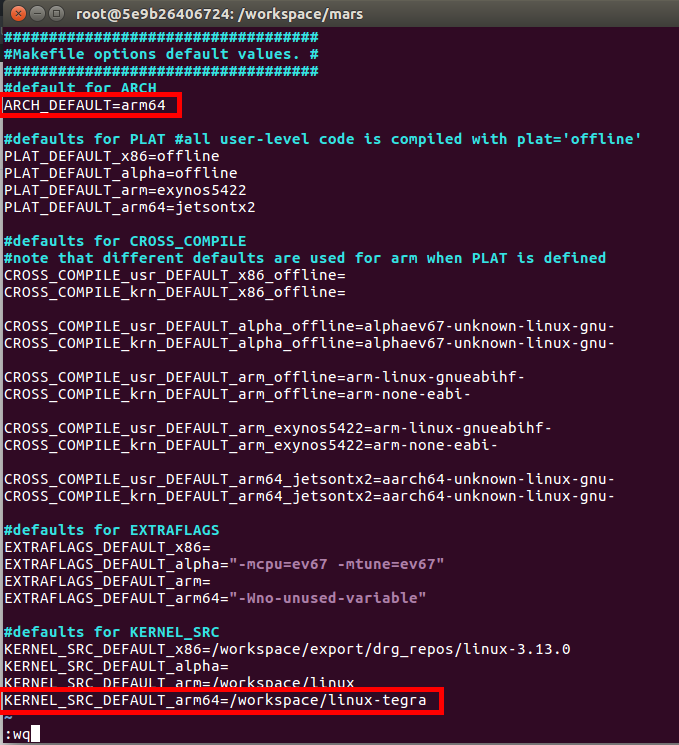 root@5e9b26406724: /workspace/mars
###################################
#Makefile options default values. #
###################################
#default for ARCH
ARCH_DEFAULT=arm64
#defaults for PLAT #all user-level code is compiled with plat='offline'
PLAT_DEFAULT_x86=offline
PLAT_DEFAULT_alpha=offline
PLAT_DEFAULT_arm=exynos5422
PLAT_DEFAULT_arm64=jetsontx2
#defaults for CROSS_COMPILE
#note that different defaults are used for arm when PLAT is defined
CROSS_COMPILE_usr_DEFAULT_x86_offline=
CROSS_COMPILE_krn_DEFAULT_x86_offline=
CROSS_COMPILE_usr_DEFAULT_alpha_offline=alphaev67-unknown-linux-gnu-
CROSS_COMPILE_krn_DEFAULT_alpha_offline=alphaev67-unknown-linux-gnu-
CROSS_COMPILE_usr_DEFAULT_arm_offline=arm-linux-gnueabihf-
CROSS_COMPILE_krn_DEFAULT_arm_offline=arm-none-eabi-
CROSS_COMPILE_usr_DEFAULT_arm_exynos5422=arm-linux-gnueabihf-
CROSS_COMPILE_krn_DEFAULT_arm_exynos5422=arm-none-eabi-
CROSS_COMPILE_usr_DEFAULT_arm64_jetsontx2=aarch64-unknown-linux-gnu-
CROSS_COMPILE_krn_DEFAULT_arm64_jetsontx2=aarch64-unknown-linux-gnu-
#defaults for EXTRAFLAGS
EXTRAFLAGS_DEFAULT_x86=
EXTRAFLAGS_DEFAULT_alpha="-mcpu=ev67 -mtune=ev67"
EXTRAFLAGS_DEFAULT_arm=
EXTRAFLAGS_DEFAULT_arm64="-Wno-unused-variable"
#defaults for KERNEL_SRC
KERNEL_SRC_DEFAULT_x86=/workspace/export/drg_repos/linux-3.13.0
KERNEL_SRC_DEFAULT_alpha=
KERNEL_SRC_DEFAULT_arm=/workspace/linux
KERNEL_SRC_DEFAULT_arm64=/workspace/linux-tegra
~
:wq